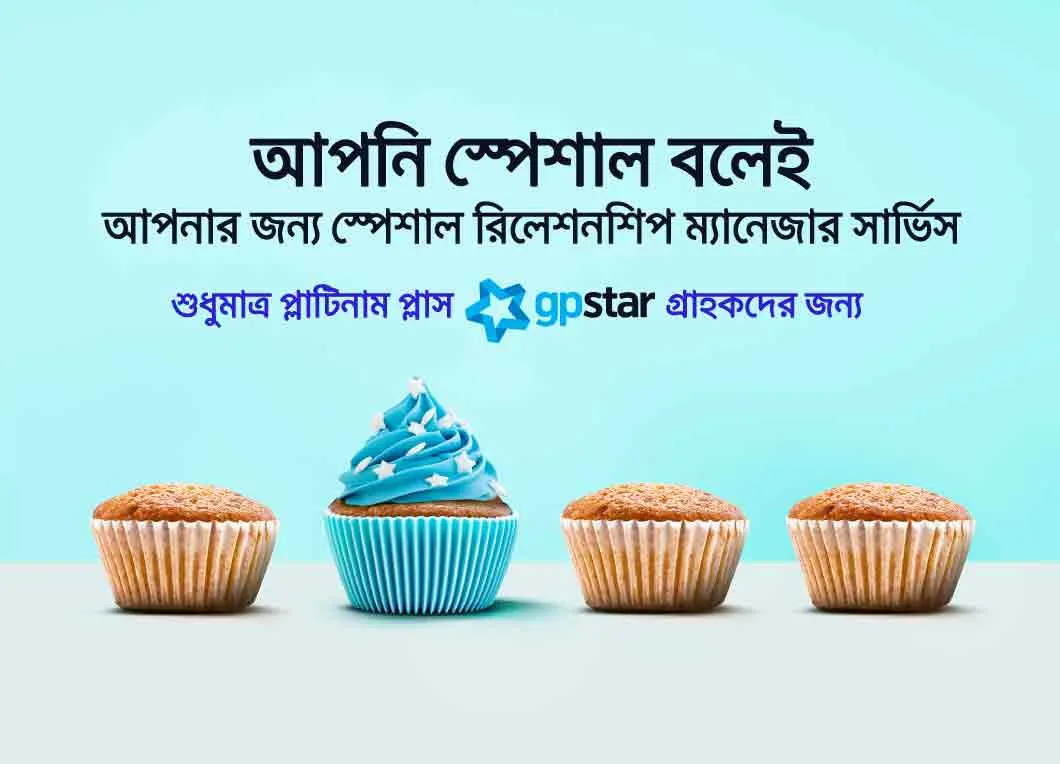 আপনি স্পেশাল বলেই
আপনার জন্য স্পেশাল রিলেশনশিপ ম্যানেজার সার্ভিস
শুধুমাত্র প্লাটিনাম প্লাস gpstar গ্রাহকদের জন্য